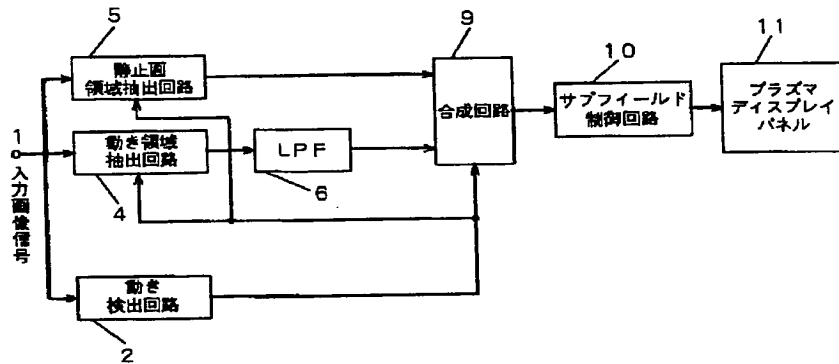 5
静止画
領域抽出回路
1
入力画像信号
動き領域
抽出回路
4
LPF
6
動き
検出回路
2
9
合成回路
10
サブフィールド
制御回路
11
プラズマ
ディスプレイ
パネル